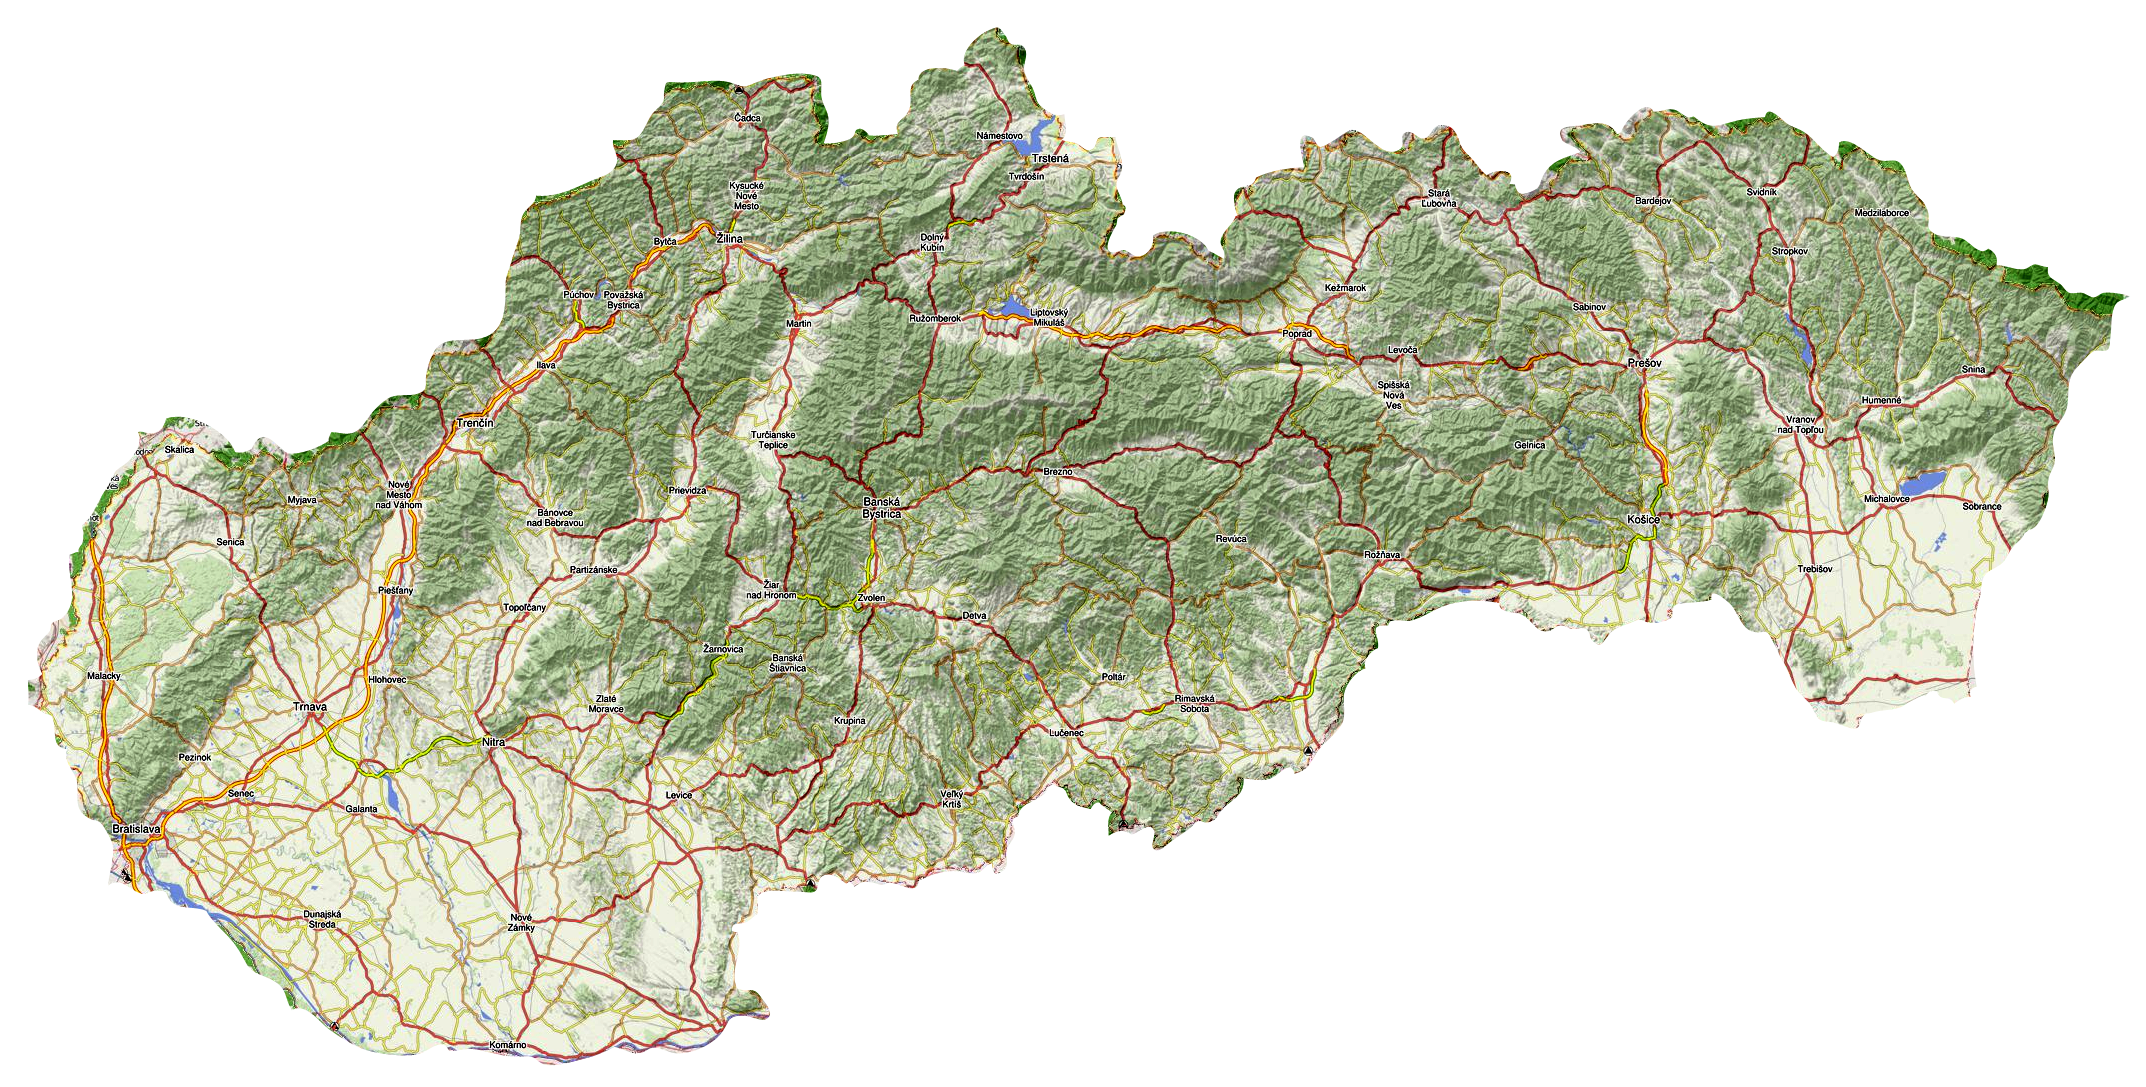 Čadca
Námestovo
Trstená
Tvrdošín
Kysucké
Nové
Mesto
Stará
Ľubovňa
Bardejov
Svidník
Medzilaborce
Bytča
Žilina
Dolný
Kubín
Stropkov
Púchov
Považská
Bystrica
Kežmarok
Sabinov
Martin
Ružomberok
Liptovský
Mikuláš
Poprad
Levoča
Prešov
Ilava
Snina
Spišská
Nová
Ves
Humenné
Trenčín
Vranov
nad Topľou
Turčianske
Teplice
Gelnica
Skalica
Brezno
Prievidza
Nové
Mesto
nad Váhom
Myjava
Banská
Bystrica
Michalovce
Sobrance
Bánovce
nad Bebravou
Košice
Senica
Revúca
Rožňava
Partizánske
Trebišov
Žiar
nad Hronom
Piešťany
Zvolen
Topoľčany
Detva
Žarnovica
Banská
Štiavnica
Malacky
Hlohovec
Poltár
Zlaté
Moravce
Rimavská
Sobota
Trnava
Krupina
Nitra
Lučenec
Pezinok
Senec
Levice
Veľký
Krtíš
Galanta
Bratislava
Dunajská
Streda
Nové
Zámky
Komárno